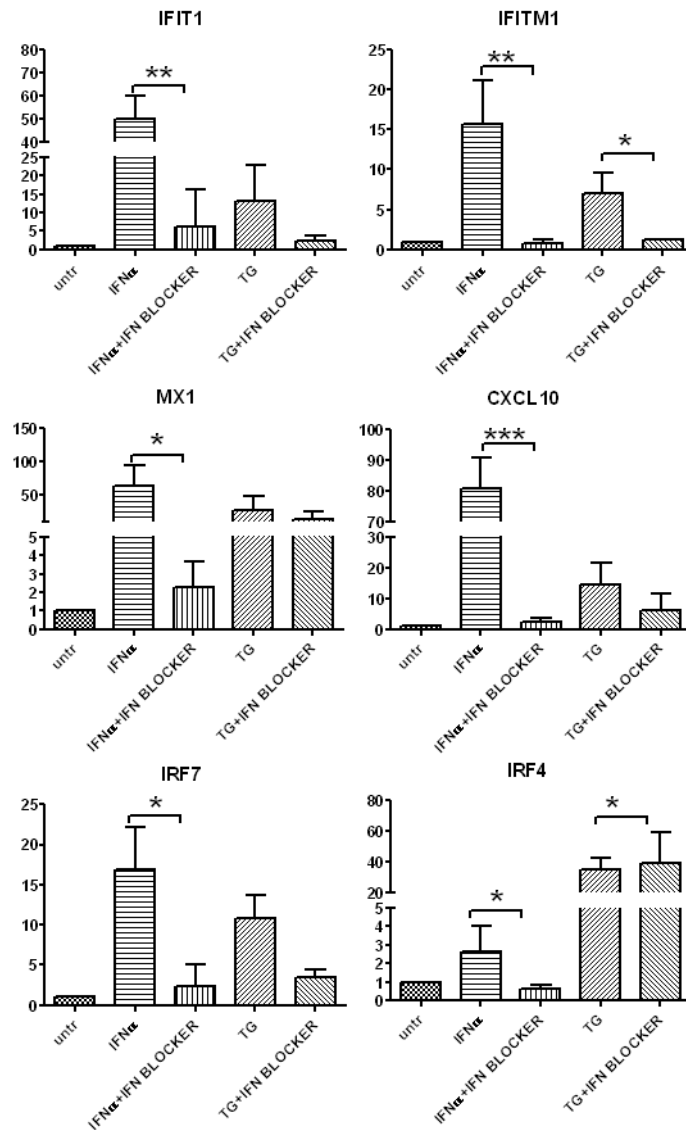 IFIT1
**
80
70
60
50
40
25
20
15
10
5
0
untr
IFNα
IFNα+IFN BLOCKER
TG
TG+IFN BLOCKER
IFITM1
**
*
25
20
15
10
5
0
untr
IFNα
IFNα+IFN BLOCKER
TG
TG+IFN BLOCKER
MX1
*
150
100
50
5
4
3
2
1
0
untr
IFNα
IFNα+IFN BLOCKER
TG
TG+IFN BLOCKER
CXCL10
***
100
90
80
70
30
20
10
0
untr
IFNα
IFNα+IFN BLOCKER
TG
TG+IFN BLOCKER
IRF7
*
25
20
15
10
5
0
untr
IFNα
IFNα+IFN BLOCKER
TG
TG+IFN BLOCKER
IRF4
*
*
80
60
40
20
5
4
3
2
1
0
untr
IFNα
IFNα+IFN BLOCKER
TG
TG+IFN BLOCKER